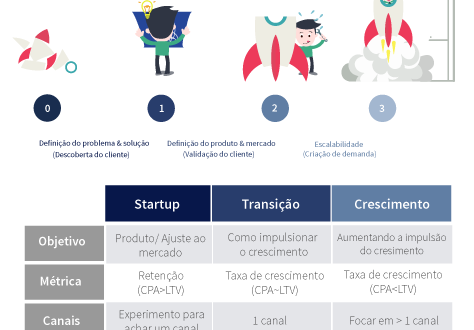 0
1
2
3
Definição do problema & solução
(Descoberta do cliente)
Definição do produto & mercado
(Validação do cliente)
Escalabilidade
(Criação de demanda)
Startup
Transição
Crescimento
Objetivo
Produto/ Ajuste ao
mercado
Como impulsionar
o crescimento
Aumentando a impulsão
do cresimento
Métrica
Retenção
(CPA>LTV)
Taxa de crescimento
(CPA~LTV)
Taxa de crescimento
(CPA<LTV)
Canais
Experimento para
achar um canal
1 canal
Focar em > 1 canal